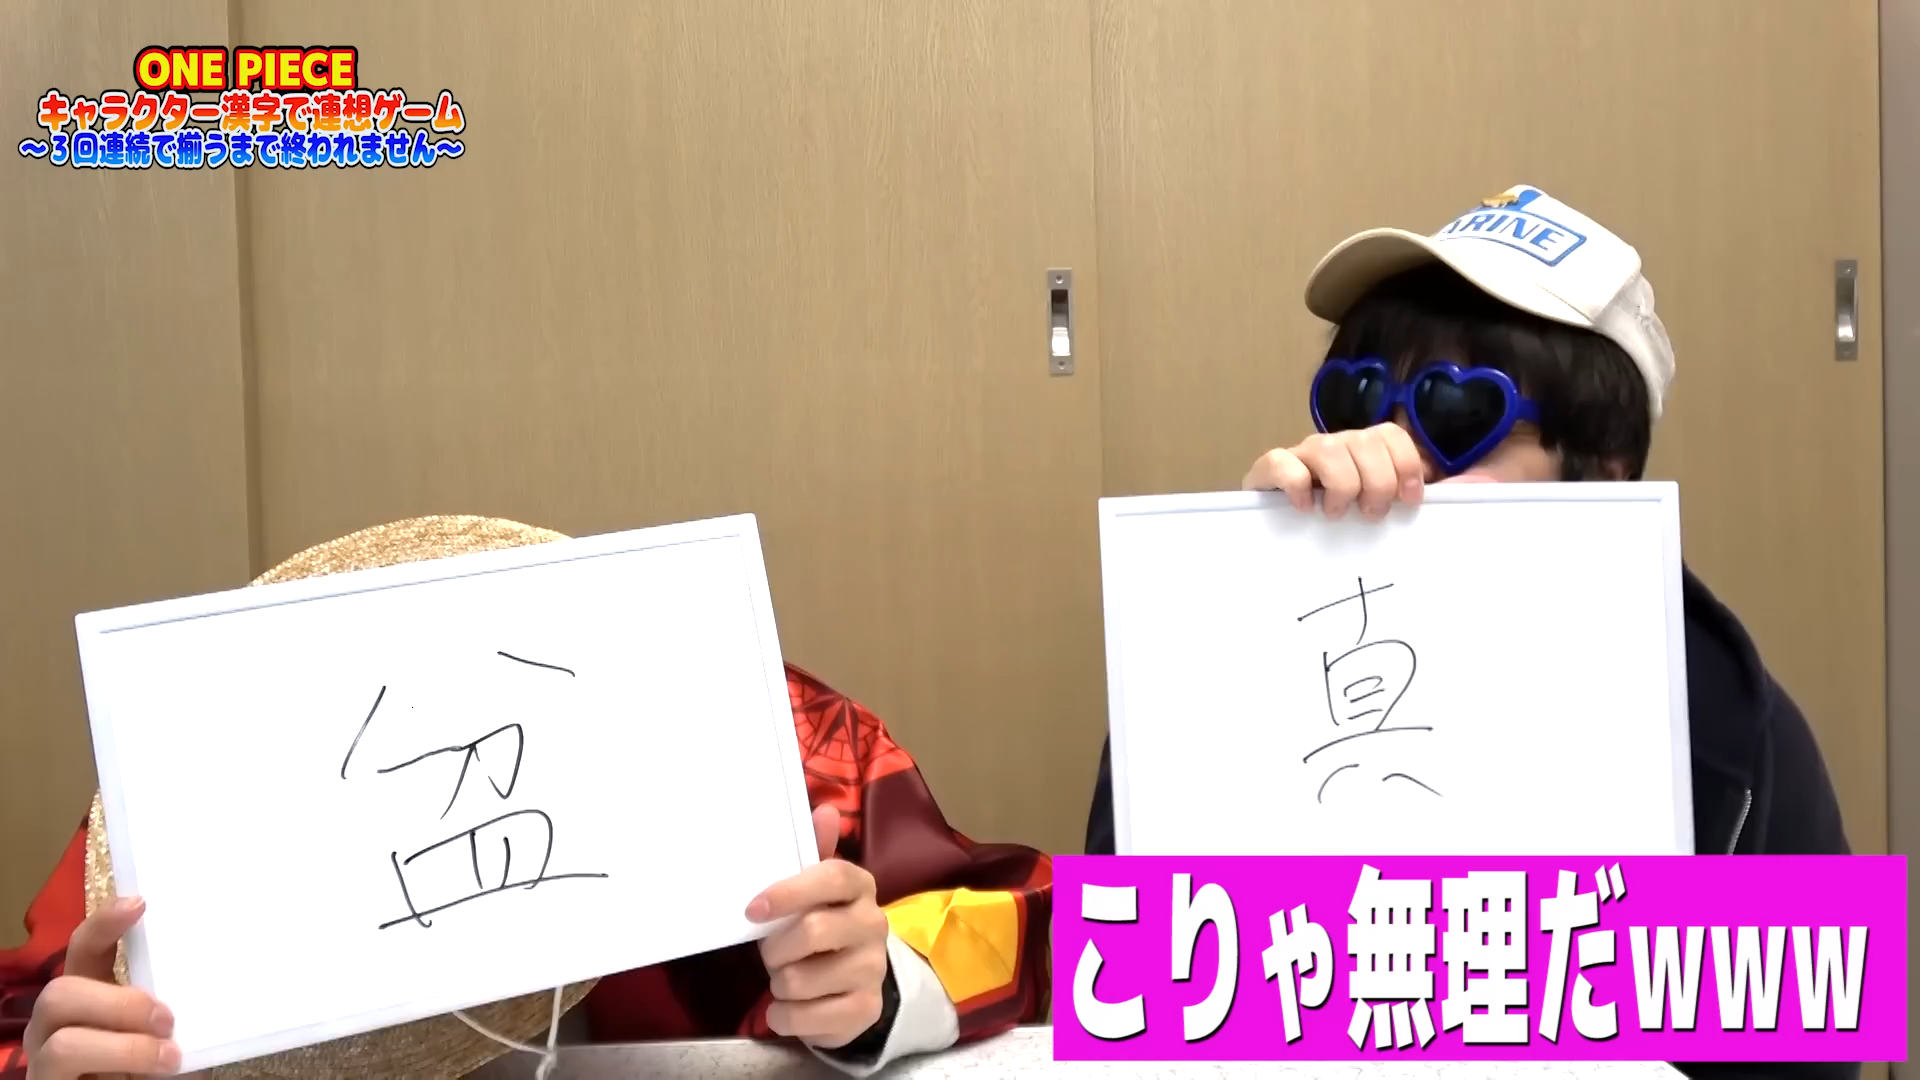 ONE PIECE
キャラクター漢字で連想ゲーム
～3回連続で揃うまで終われません～
ARINE
盆
真
こりゃ無理だwww